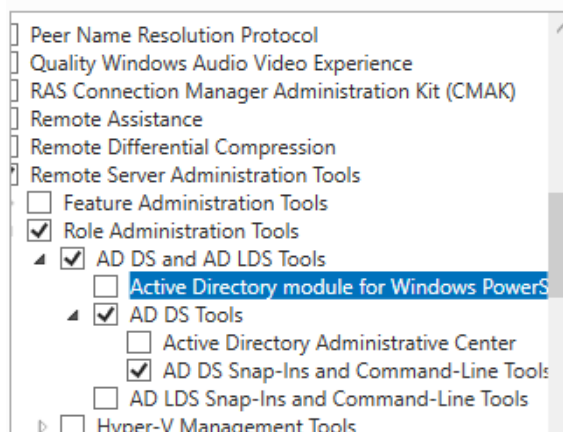 Peer Name Resolution Protocol
Quality Windows Audio Video Experience
RAS Connection Manager Administration Kit (CMAK)
Remote Assistance
Remote Differential Compression
Remote Server Administration Tools
Feature Administration Tools
Role Administration Tools
AD DS and AD LDS Tools
Active Directory module for Windows PowerS
AD DS Tools
Active Directory Administrative Center
AD DS Snap-Ins and Command-Line Tools
AD LDS Snap-Ins and Command-Line Tools
Hyper-V Management Tools